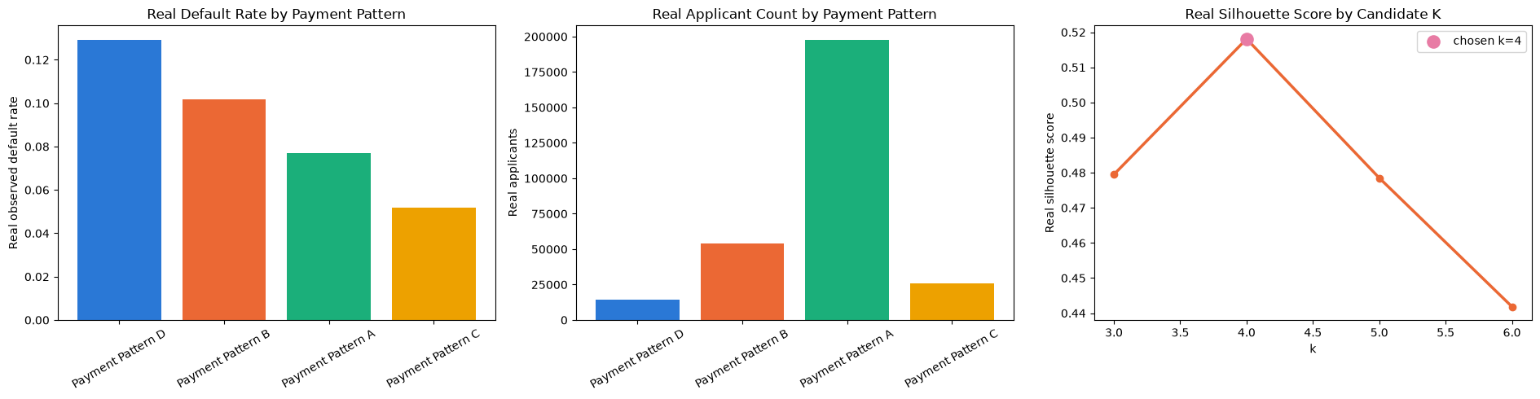 Real Default Rate by Payment Pattern
Real observed default rate
0.12
0.10
0.08
0.06
0.04
0.02
0.00
Payment Pattern D
Payment Pattern B
Payment Pattern A
Payment Pattern C
Real Applicant Count by Payment Pattern
Real applicants
200000
175000
150000
125000
100000
75000
50000
25000
0
Payment Pattern D
Payment Pattern B
Payment Pattern A
Payment Pattern C
Real Silhouette Score by Candidate K
chosen k=4
Real silhouette score
0.52
0.51
0.50
0.49
0.48
0.47
0.46
0.45
0.44
3.0
3.5
4.0
4.5
5.0
5.5
6.0
k